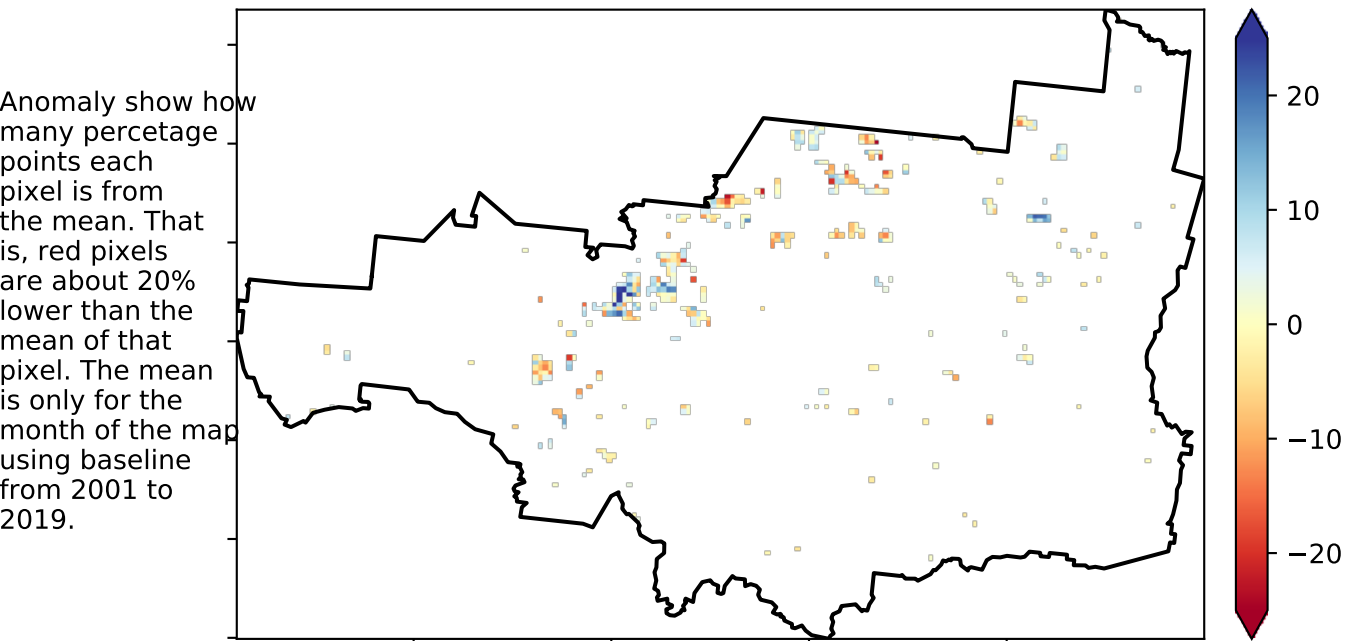 Anomaly show how
many percetage
points each
pixel is from
the mean. That
is, red pixels
are about 20%
lower than the
mean of that
pixel. The mean
is only for the
month of the map
using baseline
from 2001 to
2019.
20
10
0
−10
−20